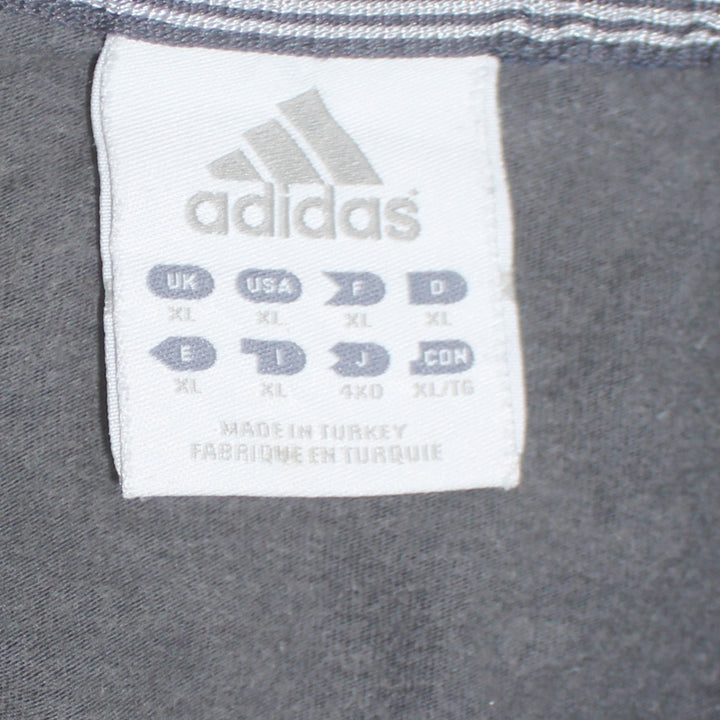 adidas
UK USA F D
XL XL XL XL
E I J CDN
XL XL 4XO XL/TG
MADE IN TURKEY
FABRIQUE EN TURQUIE